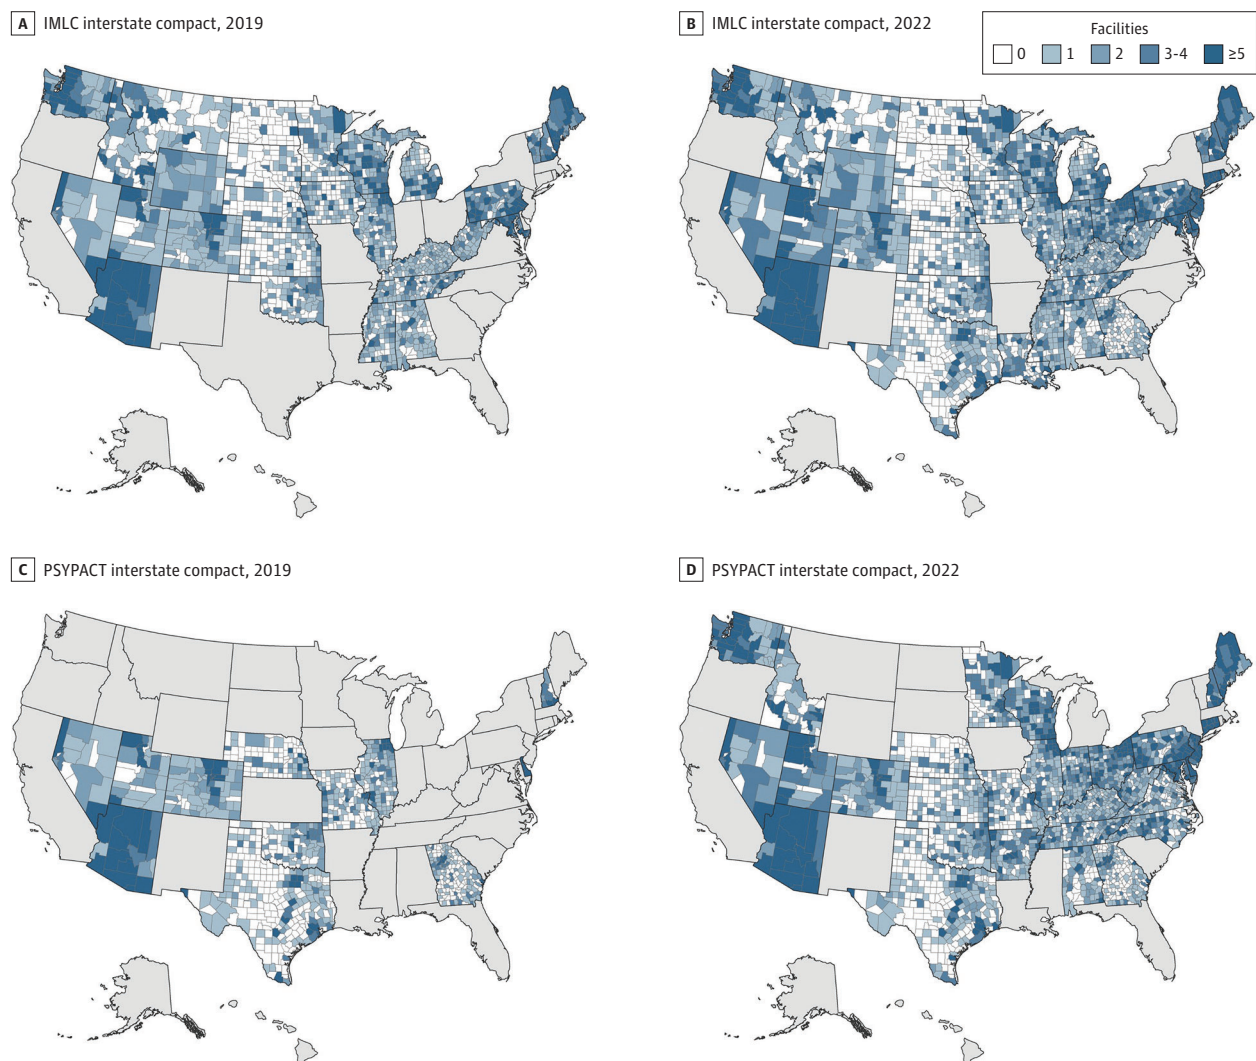 A IMLC interstate compact, 2019
B IMLC interstate compact, 2022
Facilities
0 1 2 3-4 ≥5
C PSYPACT interstate compact, 2019
D PSYPACT interstate compact, 2022